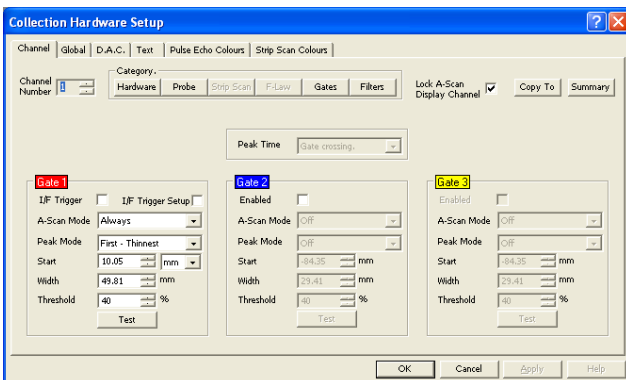 Collection Hardware Setup
Channel Global D.A.C. Text Pulse Echo Colours Strip Scan Colours
Channel Number 1
Category.
Hardware Probe Strip Scan F-Law Gates Filters
Lock A-Scan Display Channel
Copy To Summary
Peak Time Gate crossing.
Gate 1
I/F Trigger I/F Trigger Setup
A-Scan Mode Always
Peak Mode First - Thinnest
Start 10.05 mm
Width 49.81 mm
Threshold 40 %
Test
Gate 2
Enabled
A-Scan Mode Off
Peak Mode Off
Start -84.35 mm
Width 29.41 mm
Threshold 40 %
Test
Gate 3
Enabled
A-Scan Mode Off
Peak Mode Off
Start -84.35 mm
Width 29.41 mm
Threshold 40 %
Test
OK Cancel Apply Help